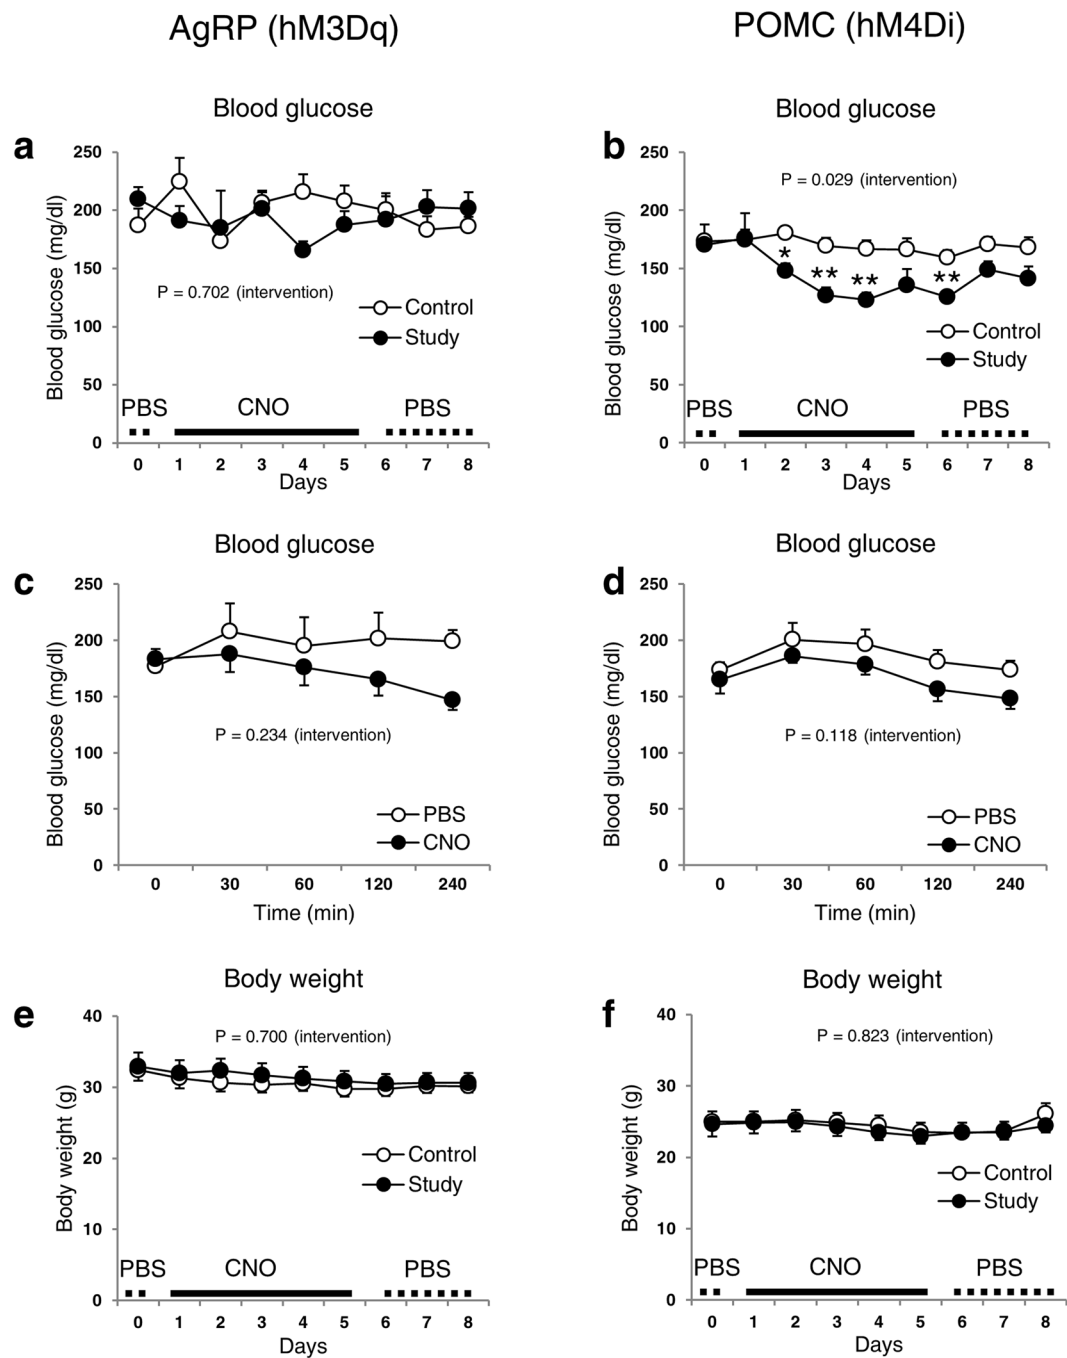 AgRP (hM3Dq)
POMC (hM4Di)
a
Blood glucose
Blood glucose (mg/dl)
250
200
150
100
50
0
P = 0.702 (intervention)
Control
Study
PBS
CNO
PBS
0 1 2 3 4 5 6 7 8
Days
b
Blood glucose
Blood glucose (mg/dl)
250
200
150
100
50
0
P = 0.029 (intervention)
*
**
**
**
Control
Study
PBS
CNO
PBS
0 1 2 3 4 5 6 7 8
Days
c
Blood glucose
Blood glucose (mg/dl)
250
200
150
100
50
0
P = 0.234 (intervention)
PBS
CNO
0 30 60 120 240
Time (min)
d
Blood glucose
Blood glucose (mg/dl)
250
200
150
100
50
0
P = 0.118 (intervention)
PBS
CNO
0 30 60 120 240
Time (min)
e
Body weight
Body weight (g)
40
30
20
10
0
P = 0.700 (intervention)
Control
Study
PBS
CNO
PBS
0 1 2 3 4 5 6 7 8
Days
f
Body weight
Body weight (g)
40
30
20
10
0
P = 0.823 (intervention)
Control
Study
PBS
CNO
PBS
0 1 2 3 4 5 6 7 8
Days